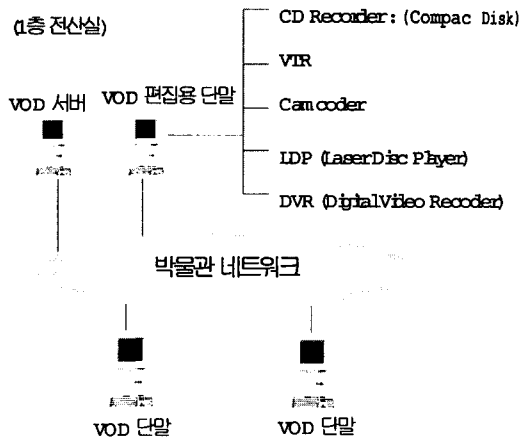 (1층 전산실)
VOD 서버
VOD 편집용 단말
CD Recorder: (Compac Disk)
VTR
Camcoder
LDP (LaserDisc Player)
DVR (DigitalVideo Recoder)
박물관 네트워크
VOD 단말
VOD 단말